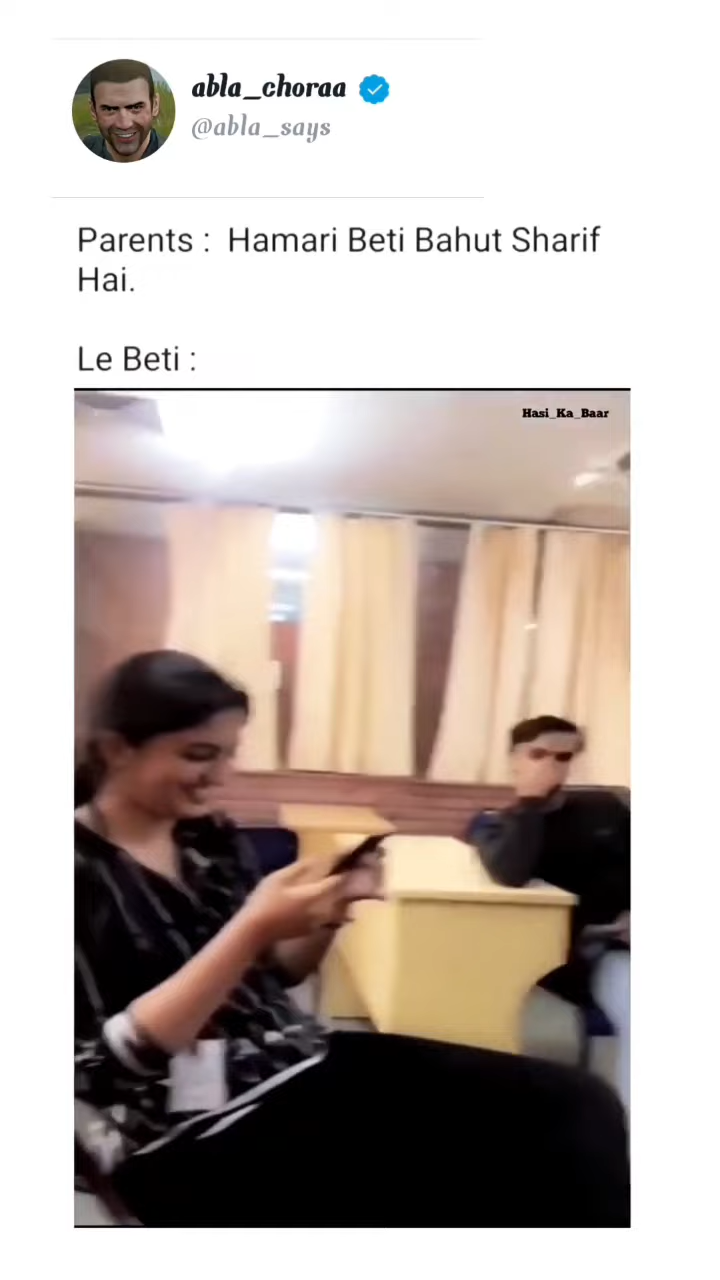 abla_choraa
@abla_says
Parents : Hamari Beti Bahut Sharif
Hai.
Le Beti :
Hasi_Ka_Baar